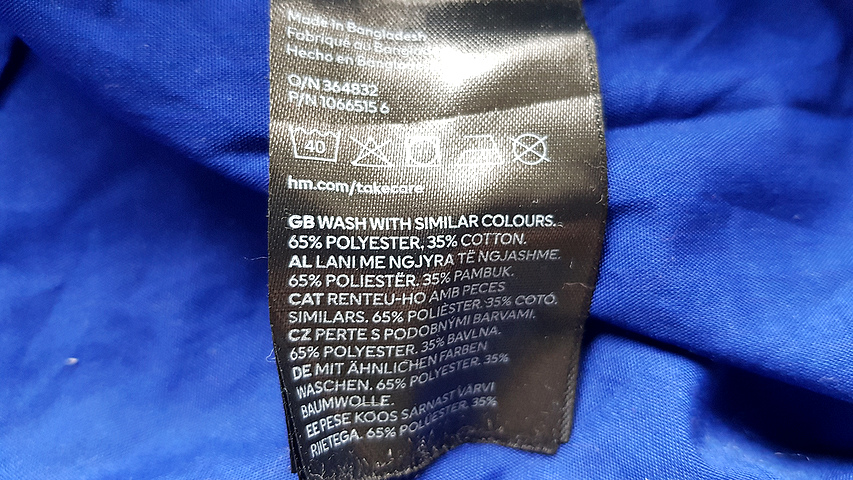 Made in Bangladesh
Fabriqué au
Hecho en
O/N 364832
P/N 1066515 6
40
hm.com/takecare
GB WASH WITH SIMILAR COLOURS.
65% POLYESTER, 35% COTTON.
AL LANI ME NGJYRA TË NGJASHME.
65% POLIESTËR, 35% PAMBUK.
CAT RENTEU-HO AMB PECES
SIMILARS. 65% POLIÈSTER, 35% COTÓ.
CZ PERTE S PODOBNÝMI BARVAMI.
65% POLYESTER, 35% BAVLNA.
DE MIT ÄHNLICHEN FARBEN
WASCHEN. 65% POLYESTER, 35%
BAUMWOLLE.
EE PESE KOOS SARNAST VÄRVI
RIIETEGA. 65% POLÜESTER, 35%